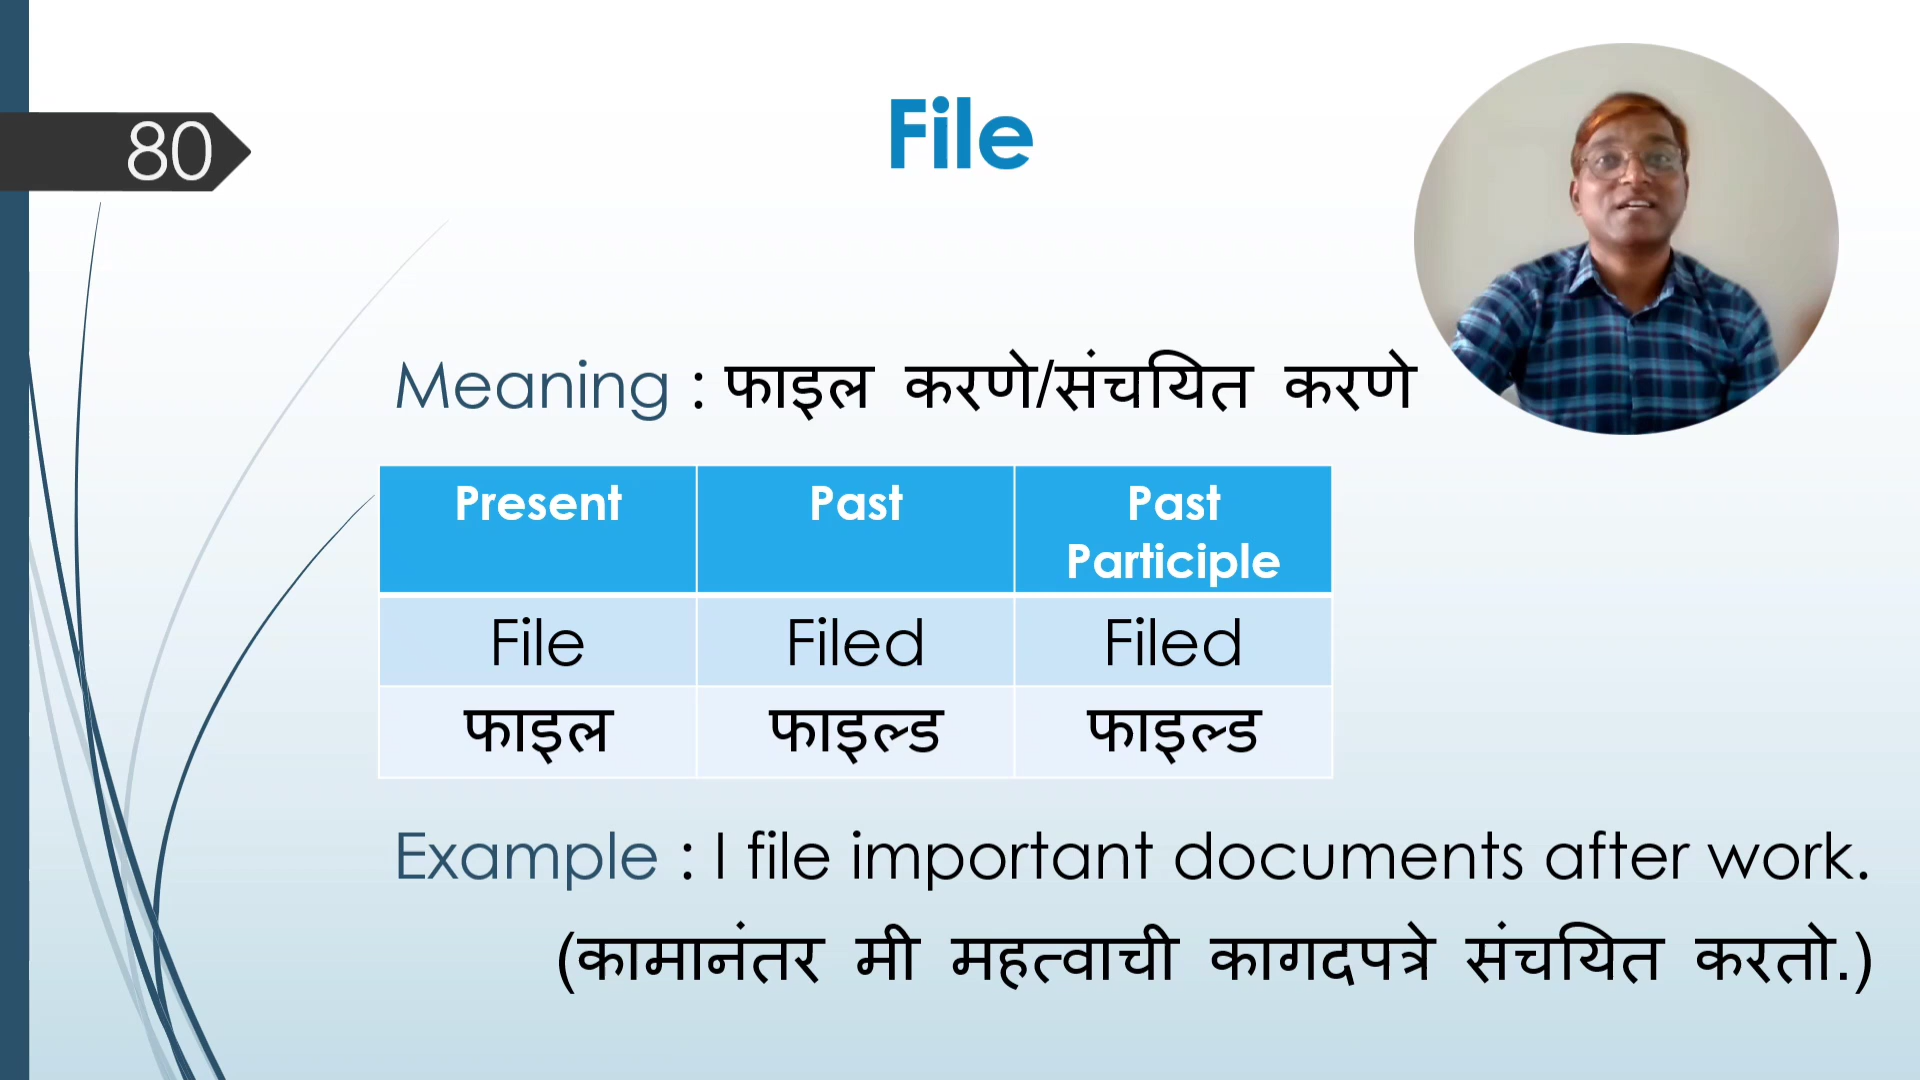 80
File
Meaning : फाइल करणे/संचयित करणे
Present Past Past Participle
File Filed Filed
फाइल फाइल्ड फाइल्ड
Example : I file important documents after work.
(कामानंतर मी महत्वाची कागदपत्रे संचयित करतो.)